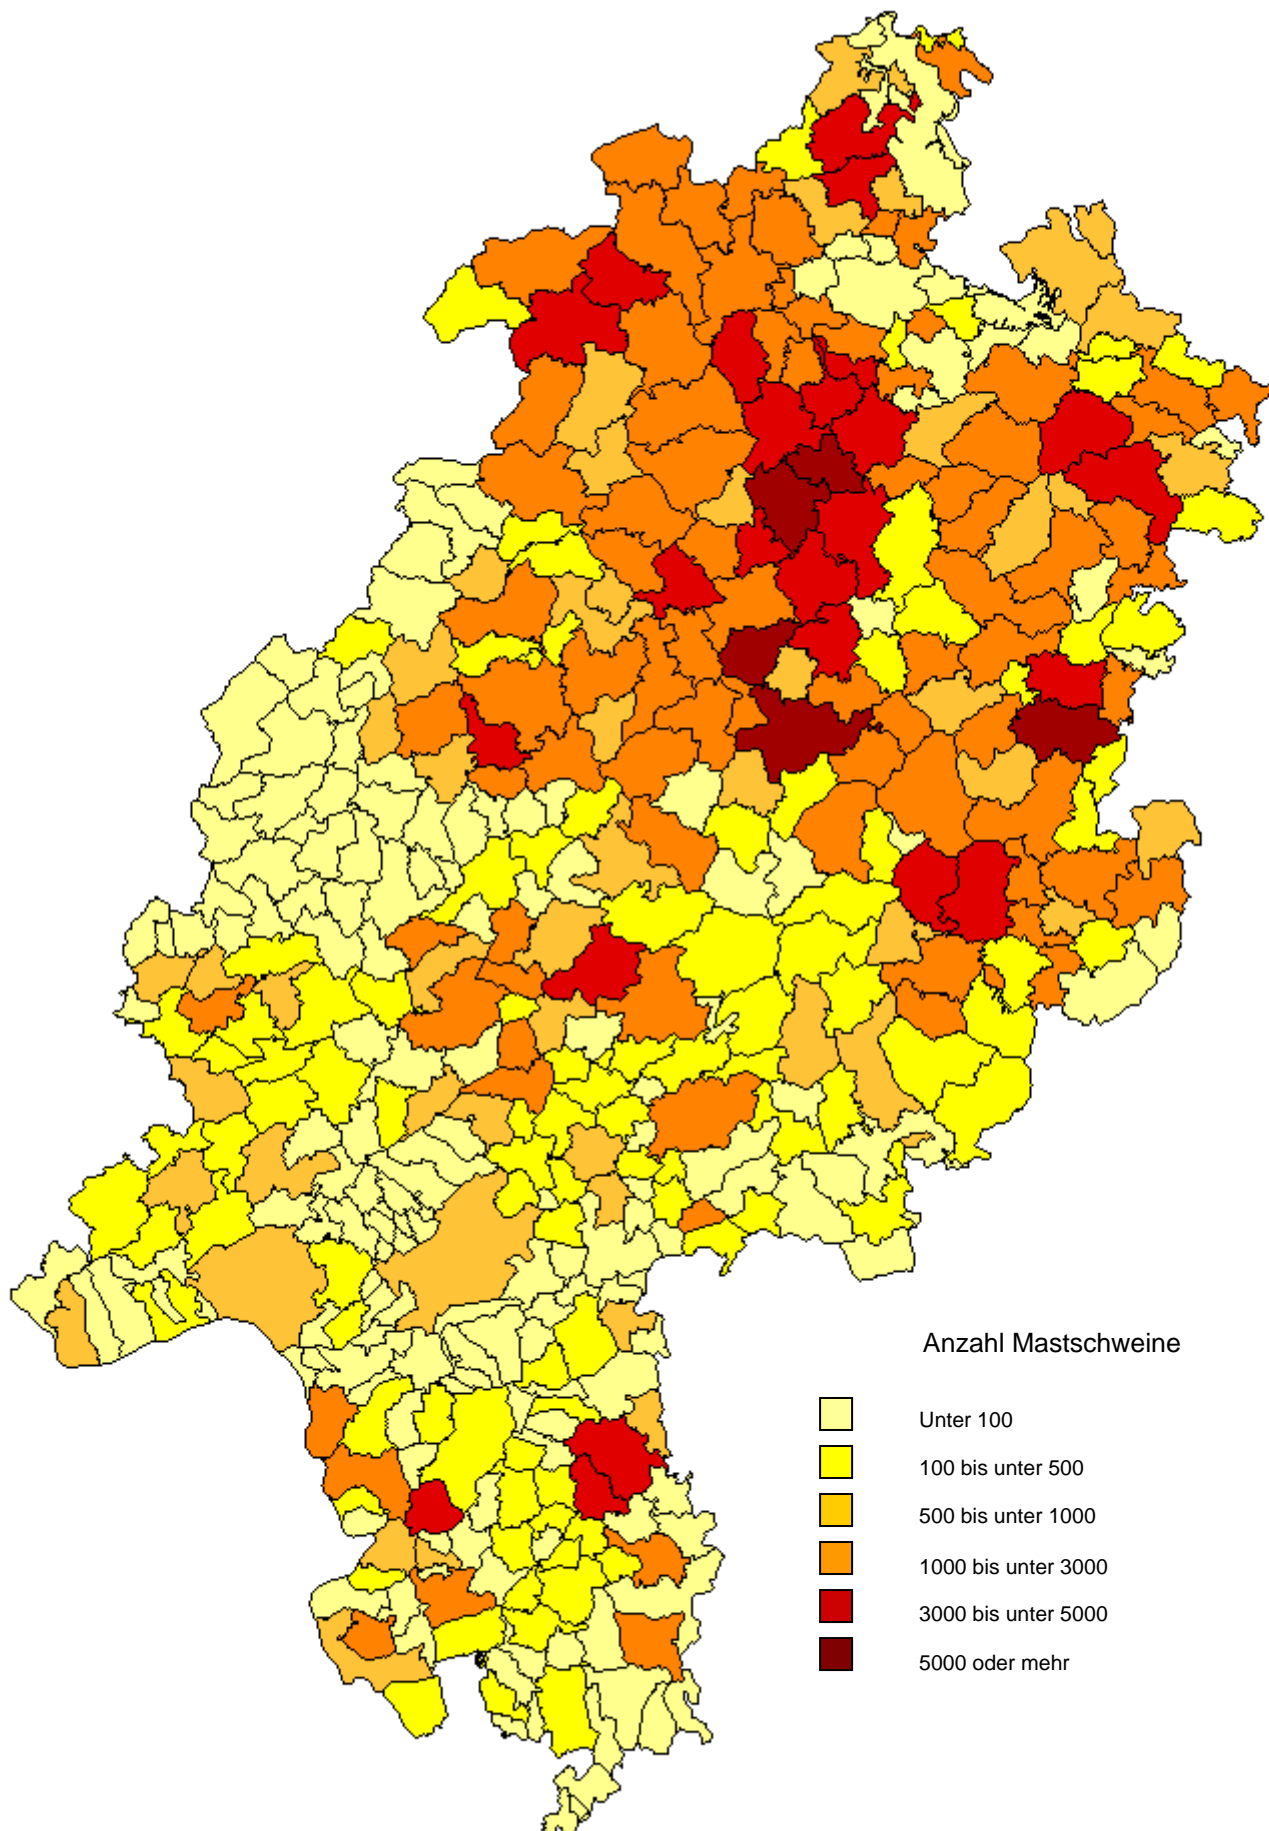 Anzahl Mastschweine
Unter 100
100 bis unter 500
500 bis unter 1000
1000 bis unter 3000
3000 bis unter 5000
5000 oder mehr